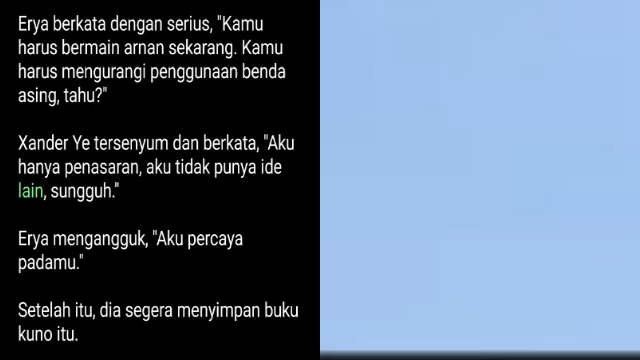 Erya berkata dengan serius, "Kamu
harus bermain arnan sekarang. Kamu
harus mengurangi penggunaan benda
asing, tahu?"
Xander Ye tersenyum dan berkata, "Aku
hanya penasaran, aku tidak punya ide
lain, sungguh."
Erya mengangguk, "Aku percaya
padamu."
Setelah itu, dia segera menyimpan buku
kuno itu.